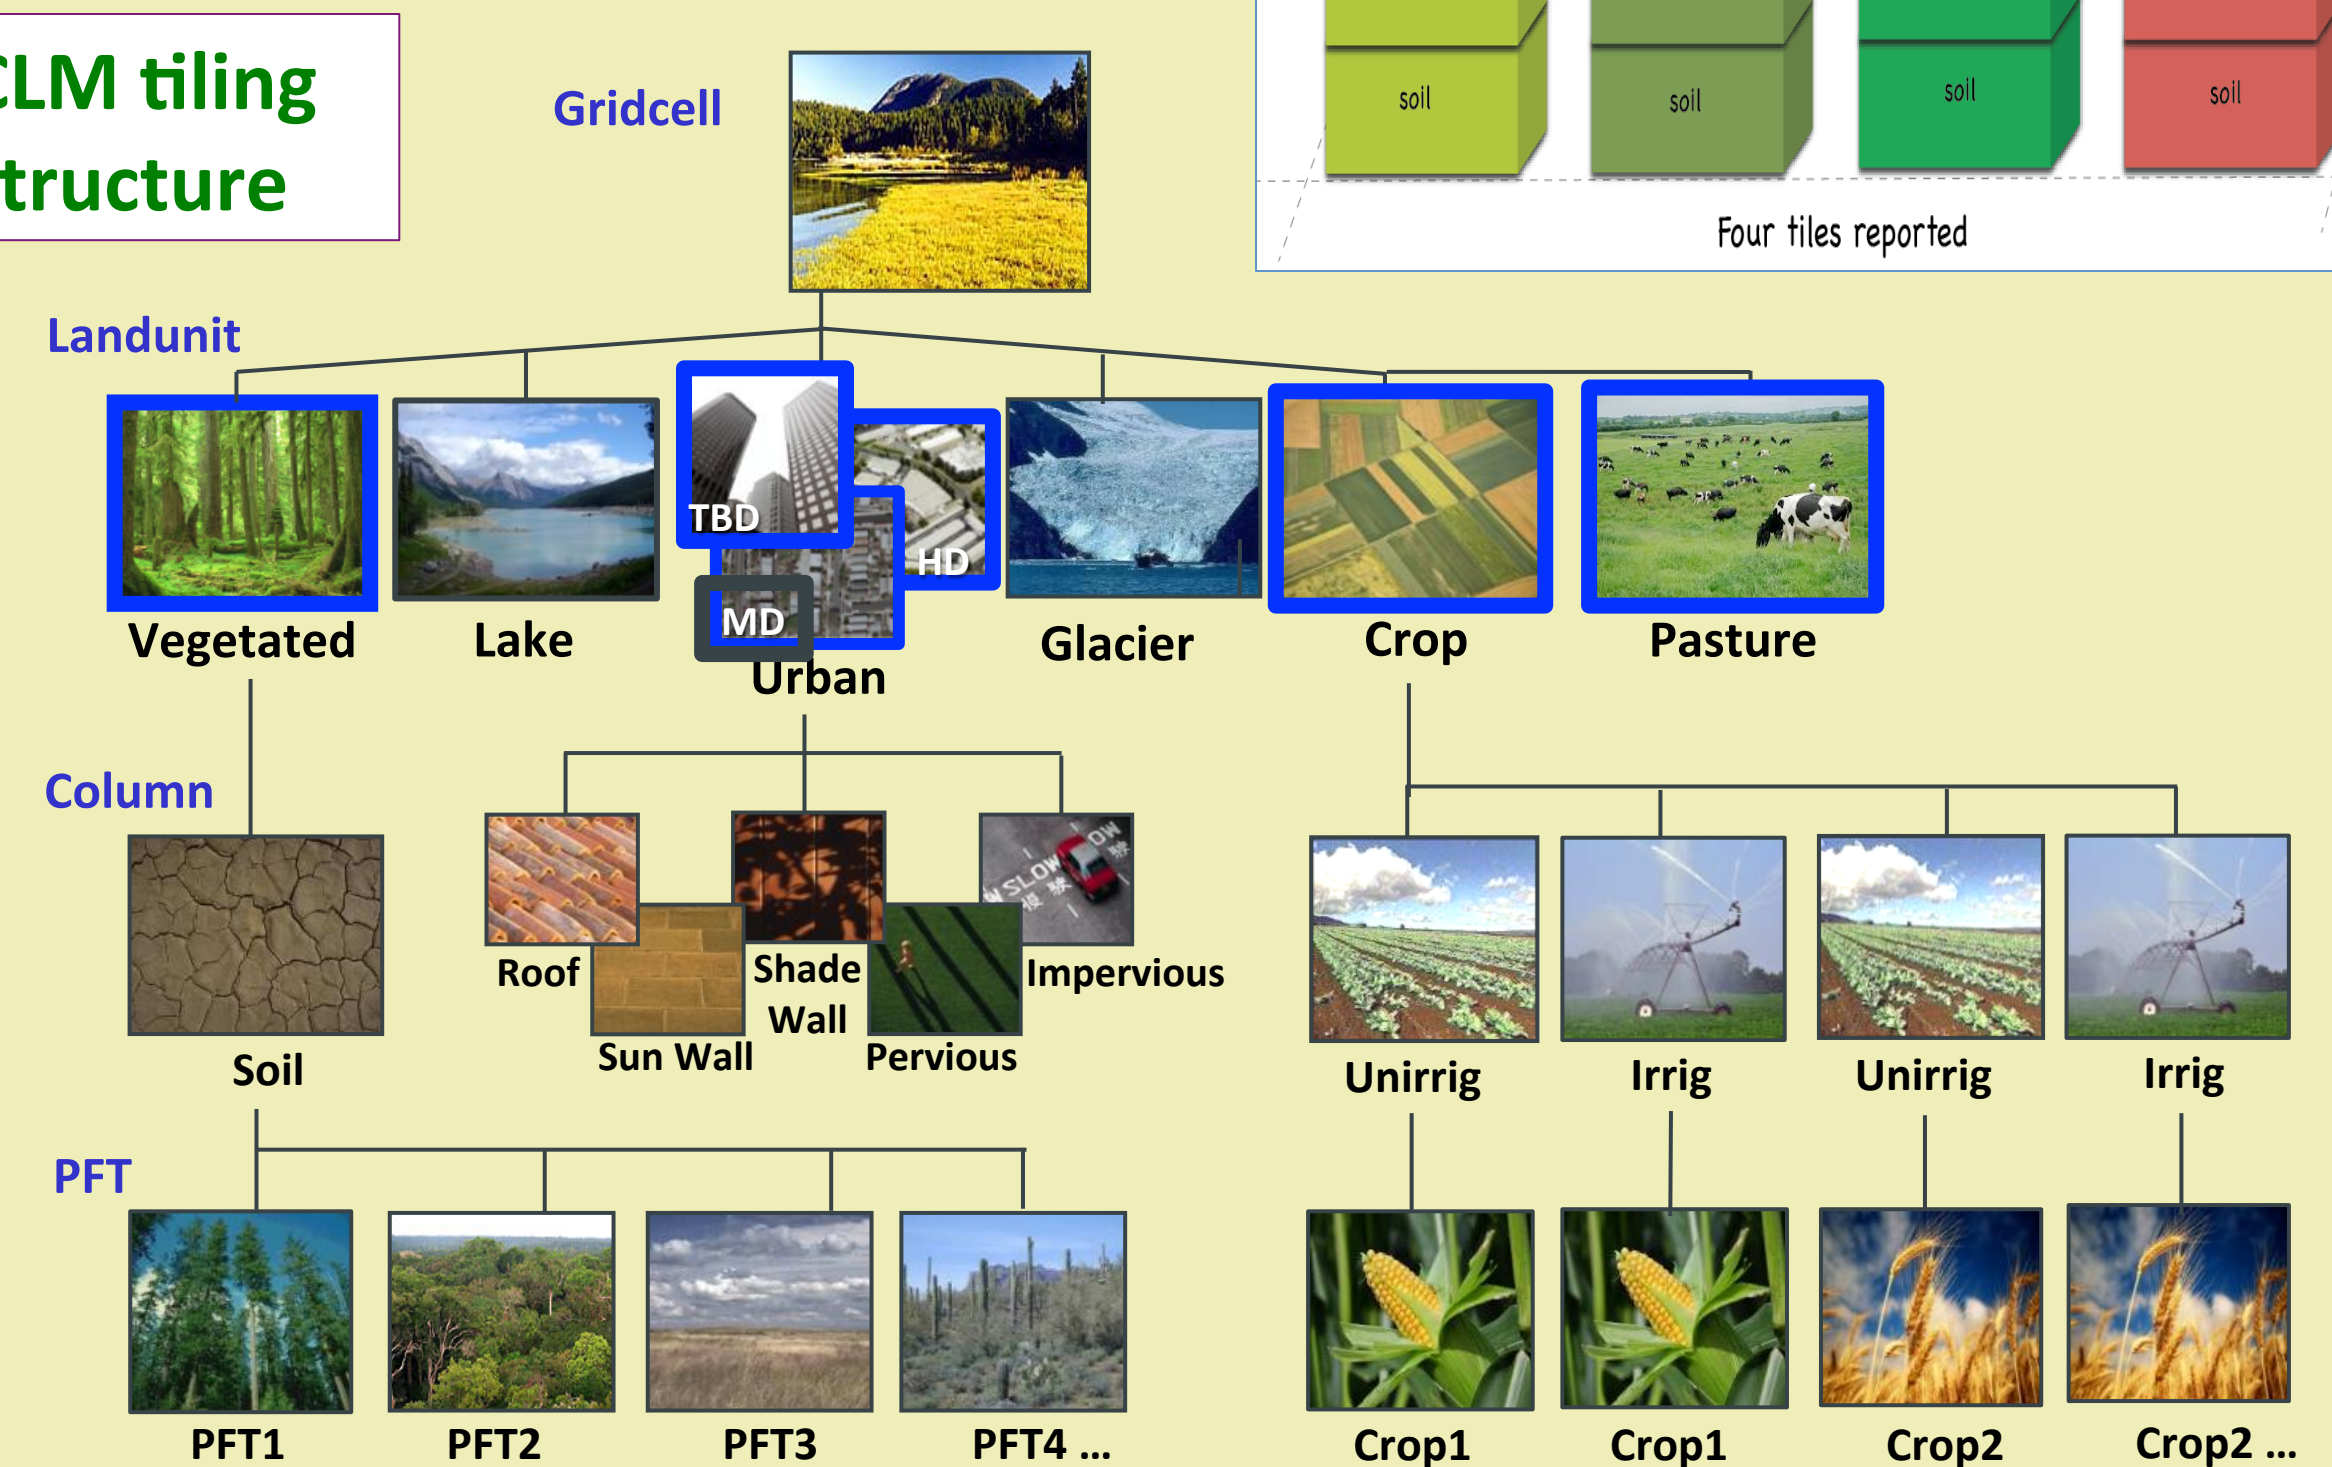 CLM tiling
tructure
Gridcell
soil
soil
soil
soil
Four tiles reported
Landunit
TBD
HD
MD
Vegetated
Lake
Urban
Glacier
Crop
Pasture
Column
SLOW
Roof
Shade
Wall
Impervious
Sun Wall
Pervious
Soil
Unirrig
Irrig
Unirrig
Irrig
PFT
PFT1
PFT2
PFT3
PFT4 ...
Crop1
Crop1
Crop2
Crop2 ...